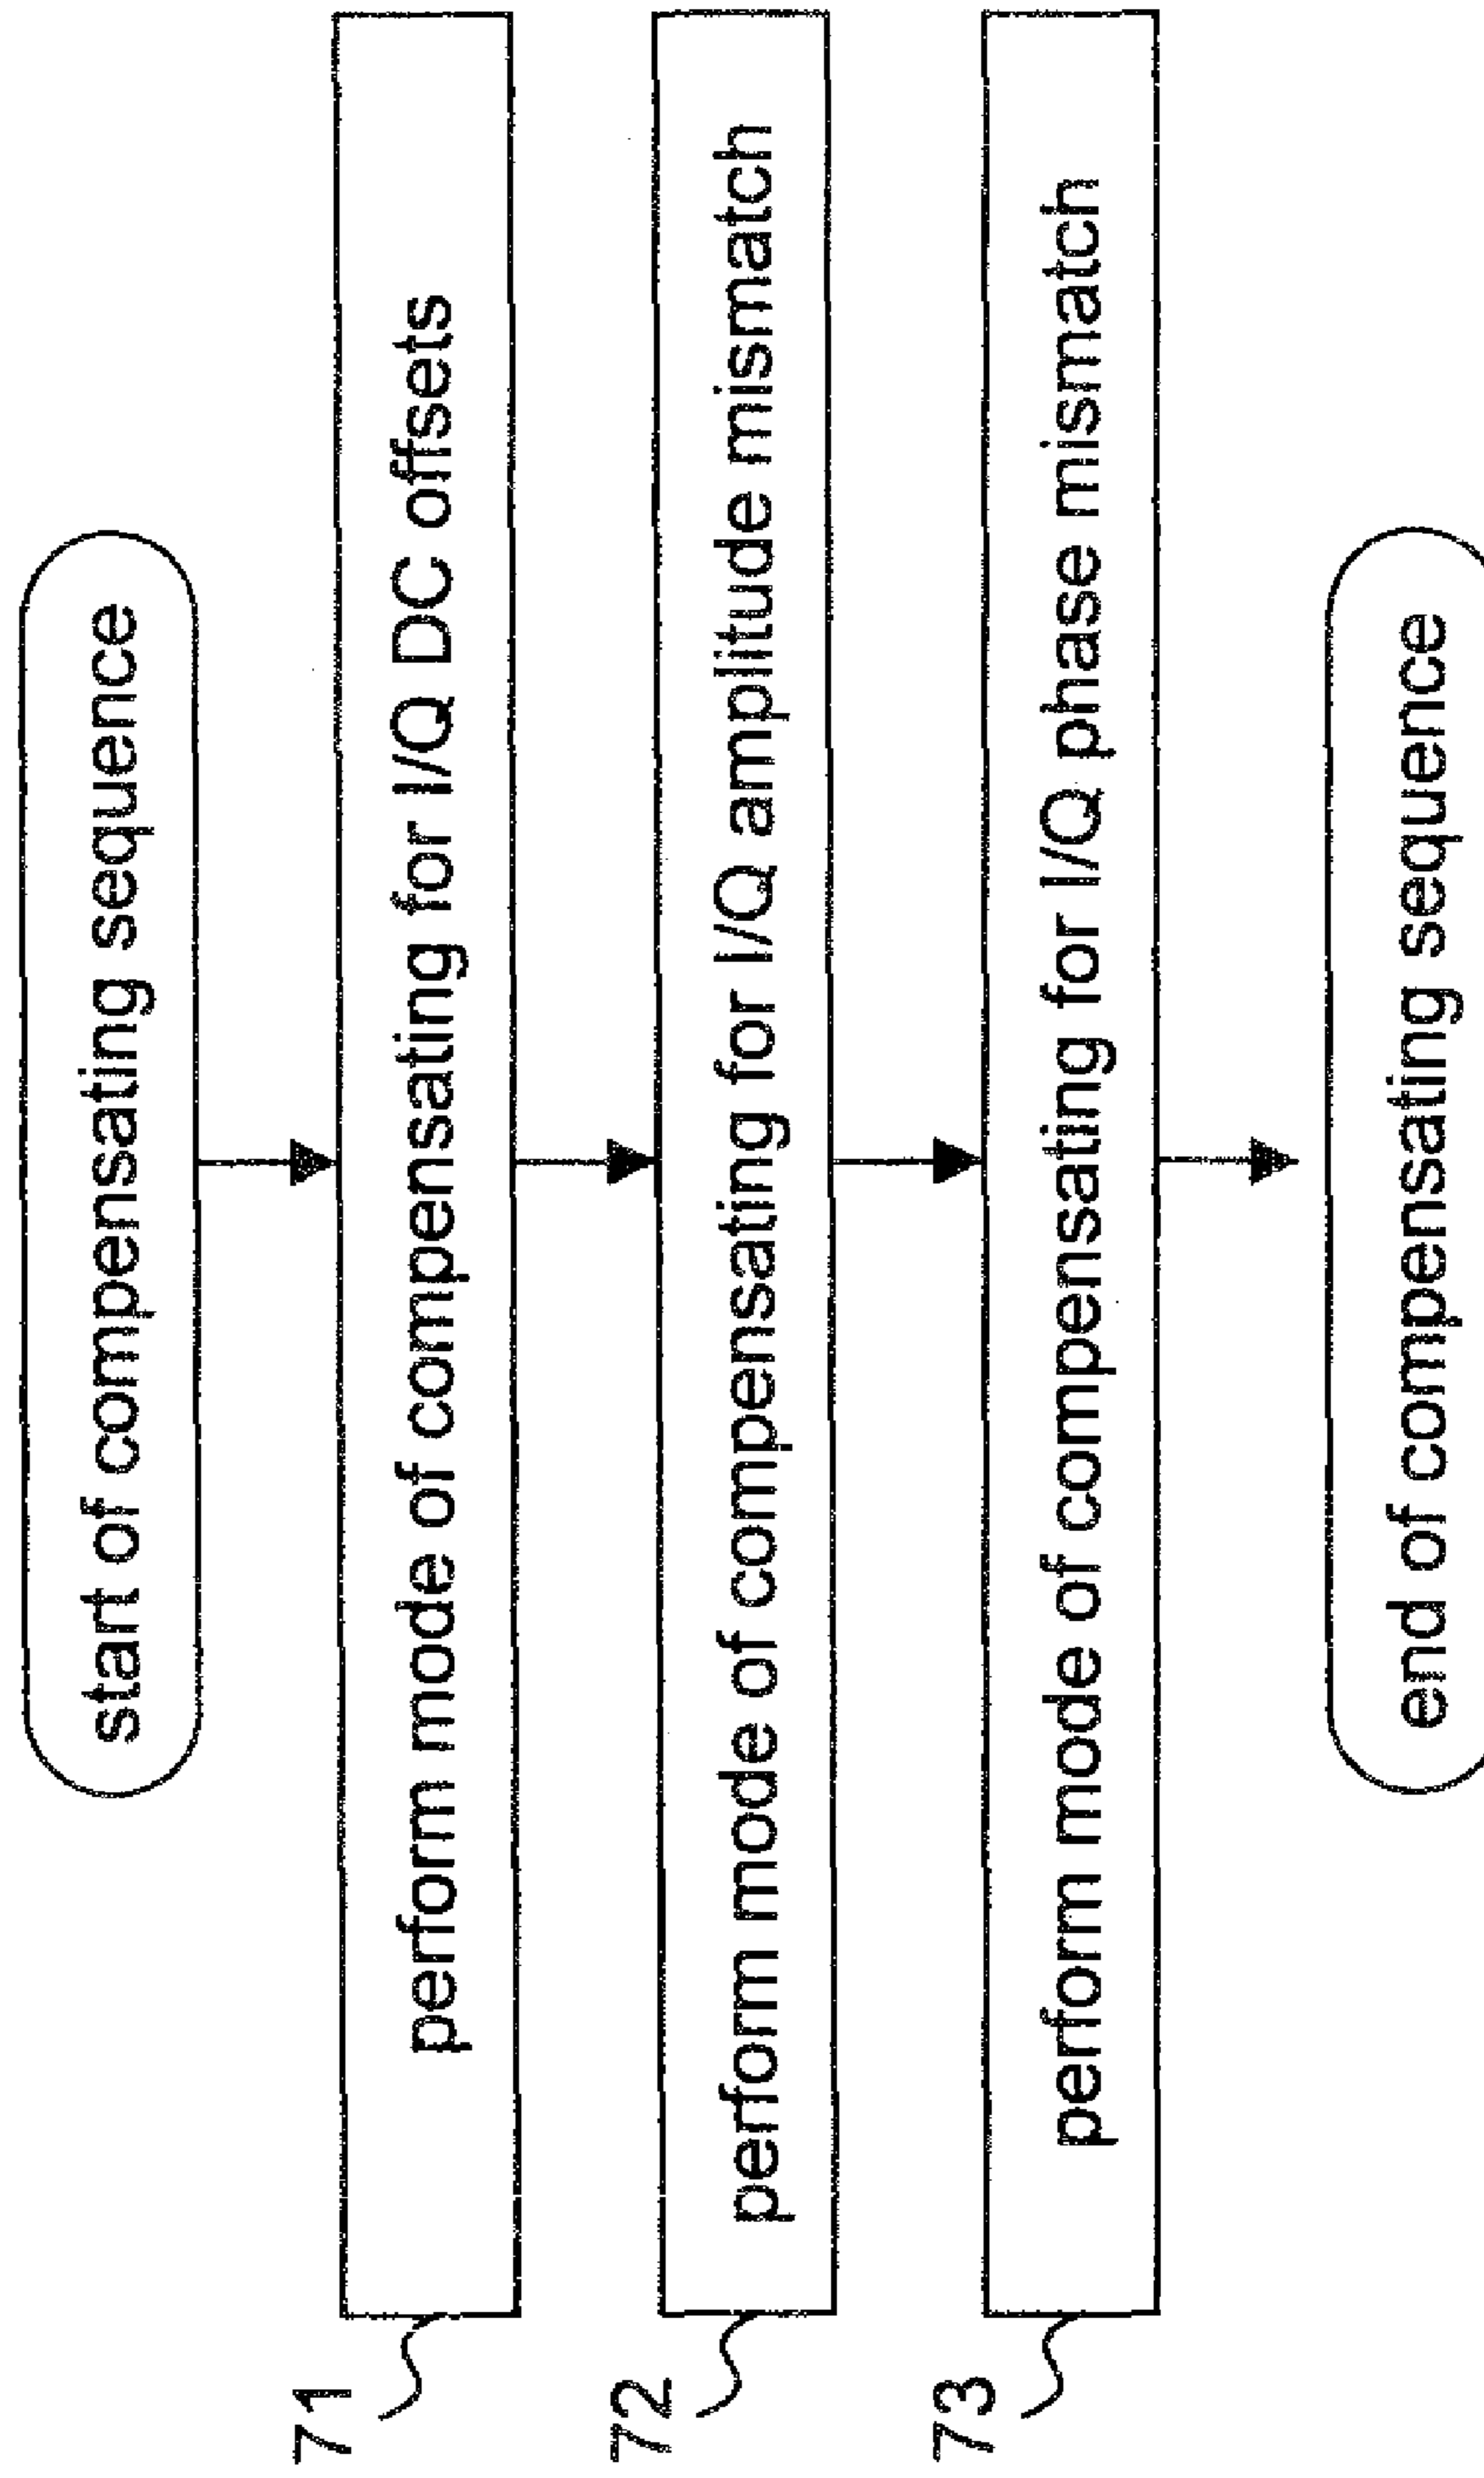 start of compensating sequence
71
perform mode of compensating for I/Q DC offsets
72
perform mode of compensating for I/Q amplitude mismatch
73
perform mode of compensating for I/Q phase mismatch
end of compensating sequence